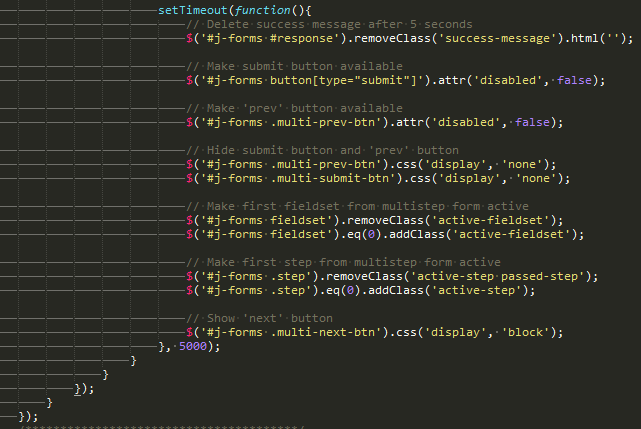 setTimeout(function(){
// Delete success message after 5 seconds
$('#j-forms #response').removeClass('success-message').html('');
// Make submit button available
$('#j-forms button[type="submit"]').attr('disabled', false);
// Make 'prev' button available
$('#j-forms .multi-prev-btn').attr('disabled', false);
// Hide submit button and 'prev' button
$('#j-forms .multi-prev-btn').css('display', 'none');
$('#j-forms .multi-submit-btn').css('display', 'none');
// Make first fieldset from multistep form active
$('#j-forms fieldset').removeClass('active-fieldset');
$('#j-forms fieldset').eq(0).addClass('active-fieldset');
// Make first step from multistep form active
$('#j-forms .step').removeClass('active-step passed-step');
$('#j-forms .step').eq(0).addClass('active-step');
// Show 'next' button
$('#j-forms .multi-next-btn').css('display', 'block');
}, 5000);
}
}
});
}
});